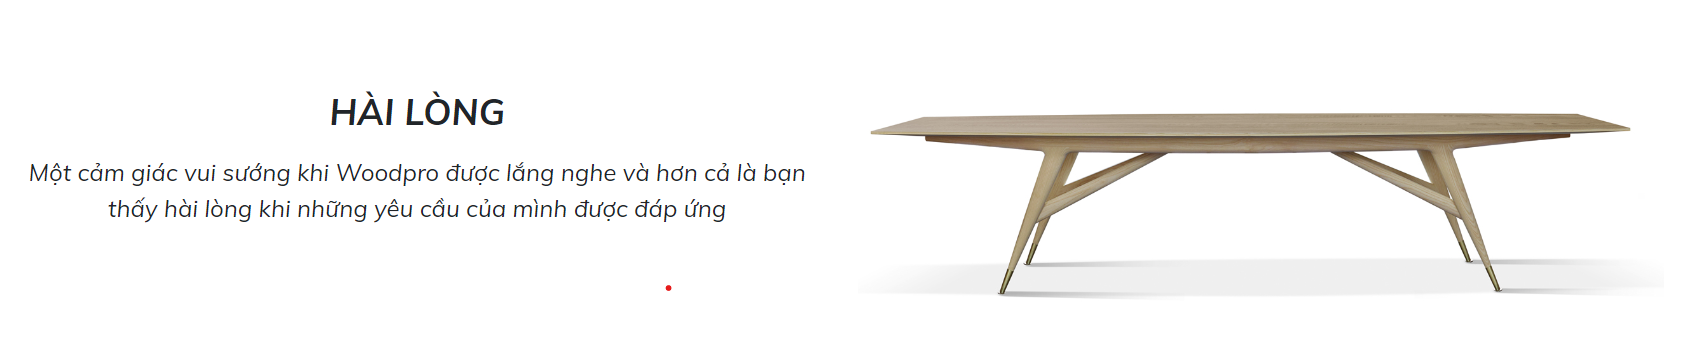 HÀI LÒNG
Một cảm giác vui sướng khi Woodpro được lắng nghe và hơn cả là bạn
thấy hài lòng khi những yêu cầu của mình được đáp ứng